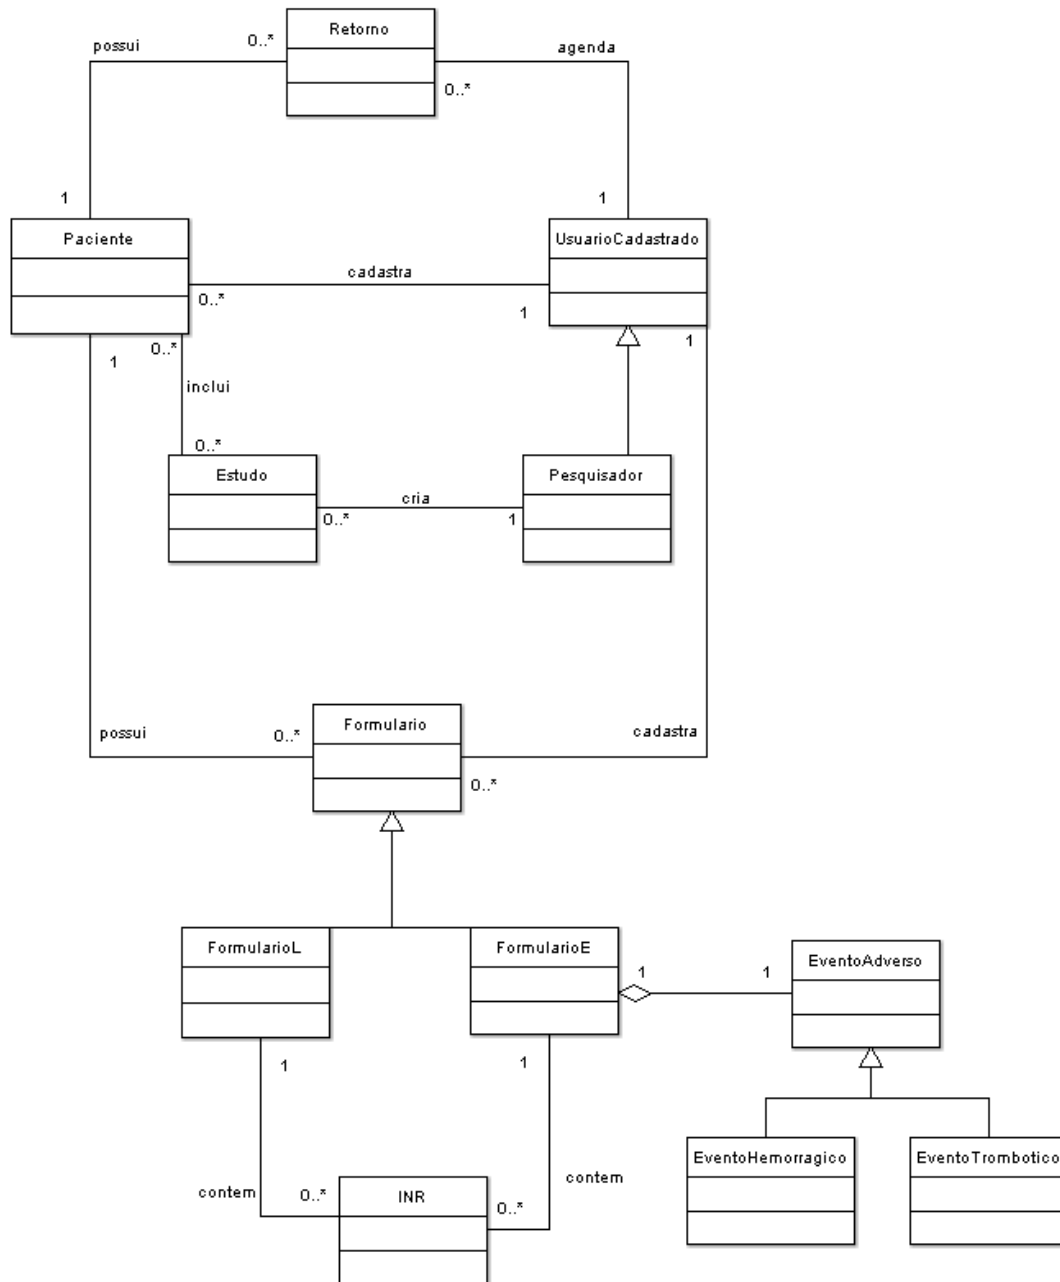 Retorno
possui
0..*
agenda
0..*
1
1
Paciente
UsuarioCadastrado
cadastra
0..*
1
1
0..*
1
inclui
0..*
Estudo
Pesquisador
cria
0..*
1
Formulario
possui
0..*
cadastra
0..*
FormularioL
FormularioE
EventoAdverso
1
1
1
1
EventoHemorragico
EventoTrombotico
contem
0..*
INR
0..*
contem